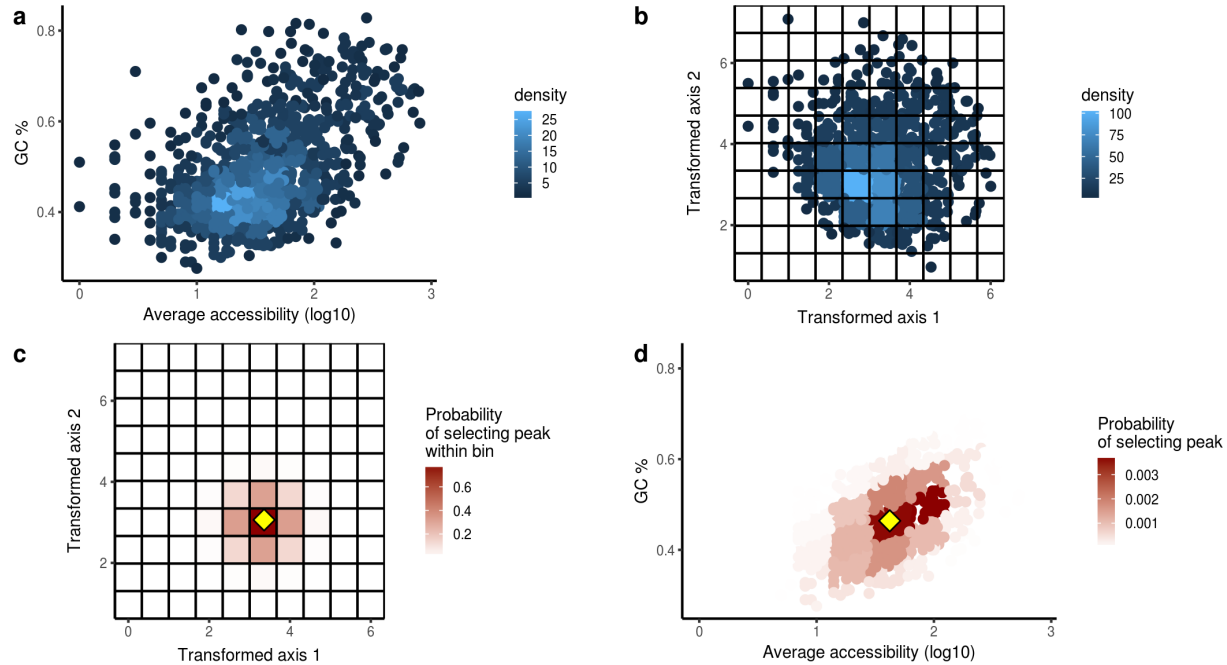 a
0.8
0.6
0.4
GC %
0
1
2
3
Average accessibility (log10)
density
25
20
15
10
5
b
6
4
2
Transformed axis 2
0
2
4
6
Transformed axis 1
density
100
75
50
25
c
6
4
2
Transformed axis 2
0
2
4
6
Transformed axis 1
Probability
of selecting peak
within bin
0.6
0.4
0.2
d
0.8
0.6
0.4
GC %
0
1
2
3
Average accessibility (log10)
Probability
of selecting peak
0.003
0.002
0.001